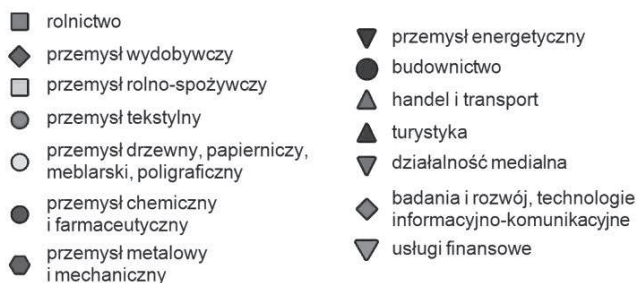 rolnictwo
przemysł wydobywczy
przemysł rolno-spożywczy
przemysł tekstylny
przemysł drzewny, papierniczy,
meblarski, poligraficzny
przemysł chemiczny
i farmaceutyczny
przemysł metalowy
i mechaniczny
przemysł energetyczny
budownictwo
handel i transport
turystyka
działalność medialna
badania i rozwój, technologie
informacyjno-komunikacyjne
usługi finansowe